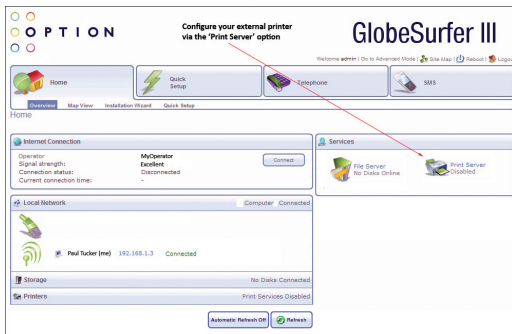 OPTION
Configure your external printer
via the 'Print Server' option
GlobeSurfer III
Welcome admin | Go to Advanced Mode | Site Map | Reboot | Logout
Home
Quick
Setup
Telephone
SMS
Overview Map View Installation Wizard Quick Setup
Home
Internet Connection
Operator MyOperator
Signal strength: Excellent
Connection status: Disconnected
Current connection time: -
Connect
Services
File Server
No Disks Online
Print Server
Disabled
Local Network Computer Connected
Paul Tucker (me) 192.168.1.3 Connected
Storage No Disks Connected
Printers Print Services Disabled
Automatic Refresh Off Refresh